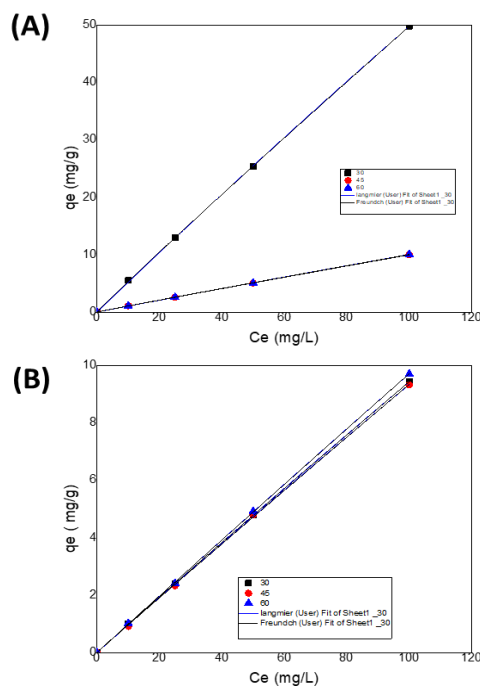 (A)
50
40
30
20
10
0
qe (mg/g)
30
45
60
langmier (User) Fit of Sheet1 _30
Freundch (User) Fit of Sheet1 _30
0 20 40 60 80 100 120
Ce (mg/L)
(B)
10
8
6
4
2
0
qe ( mg/g)
30
45
60
langmier (User) Fit of Sheet1 _30
Freundch (User) Fit of Sheet1 _30
0 20 40 60 80 100 120
Ce (mg/L)